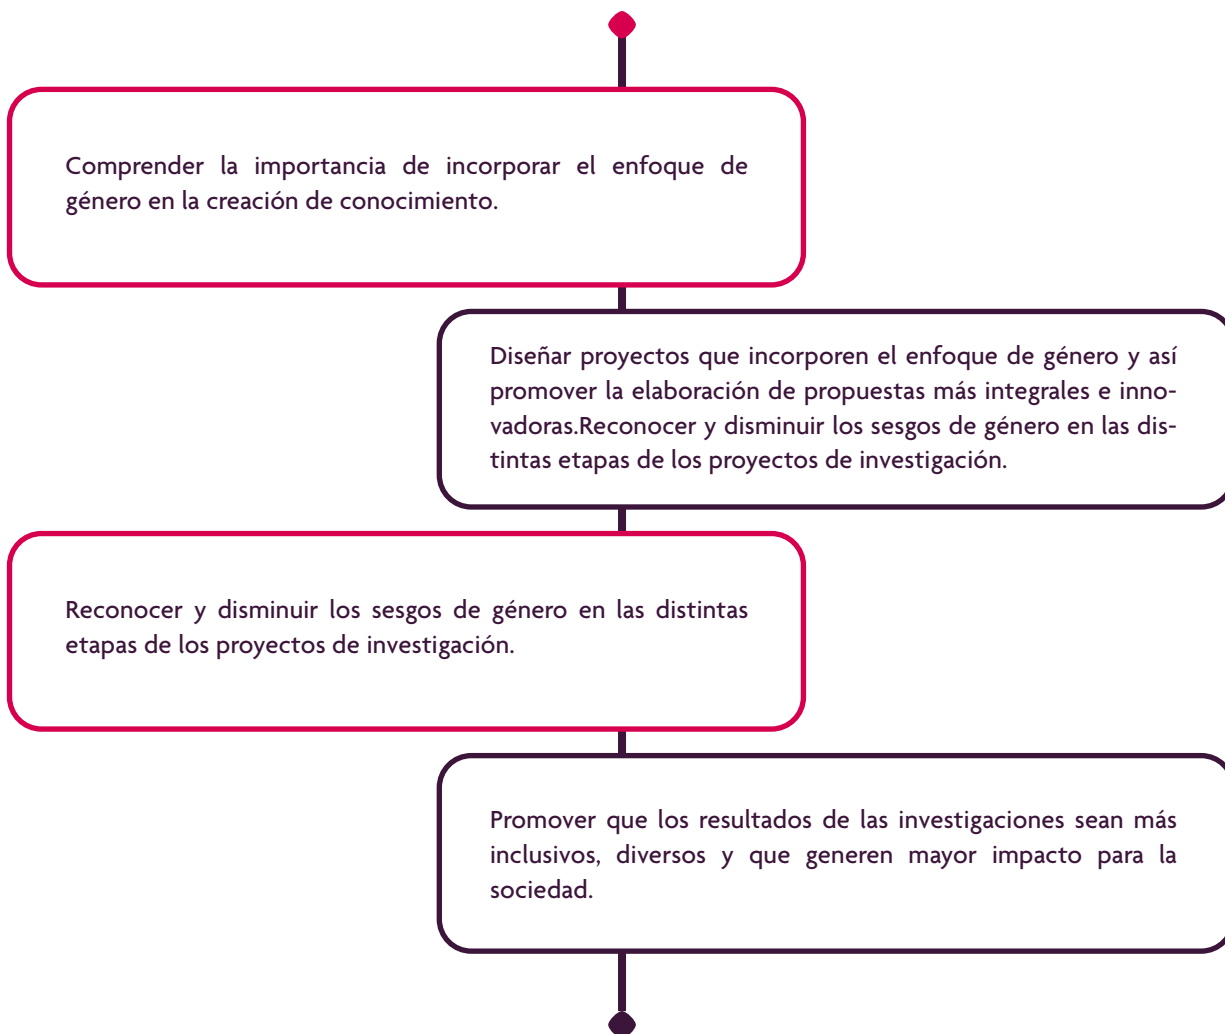 Comprender la importancia de incorporar el enfoque de
género en la creación de conocimiento.
Diseñar proyectos que incorporen el enfoque de género y así
promover la elaboración de propuestas más integrales e inno-
vadoras.Reconocer y disminuir los sesgos de género en las dis-
tintas etapas de los proyectos de investigación.
Reconocer y disminuir los sesgos de género en las distintas
etapas de los proyectos de investigación.
Promover que los resultados de las investigaciones sean más
inclusivos, diversos y que generen mayor impacto para la
sociedad.